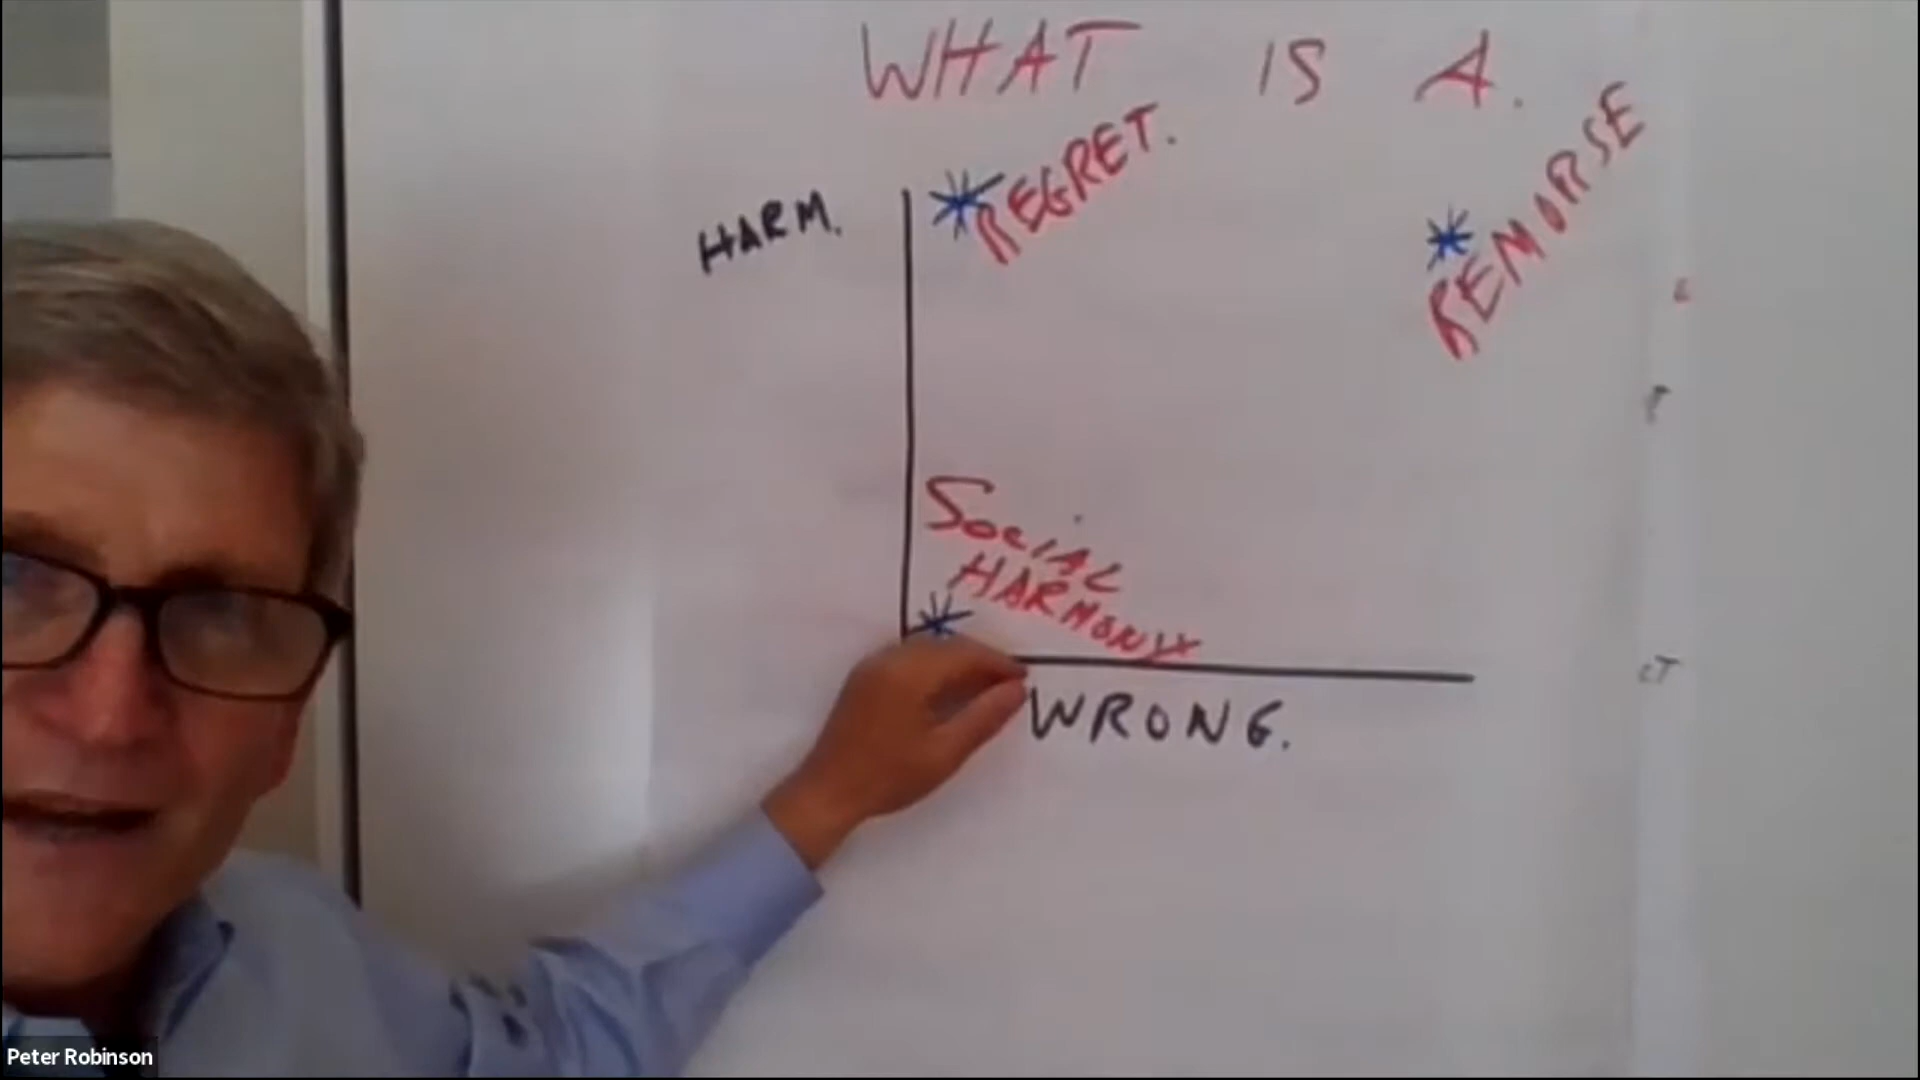 WHAT IS A.
REGRET.
REMORSE
HARM.
SOCIAL
HARMONY
WRONG.
Peter Robinson